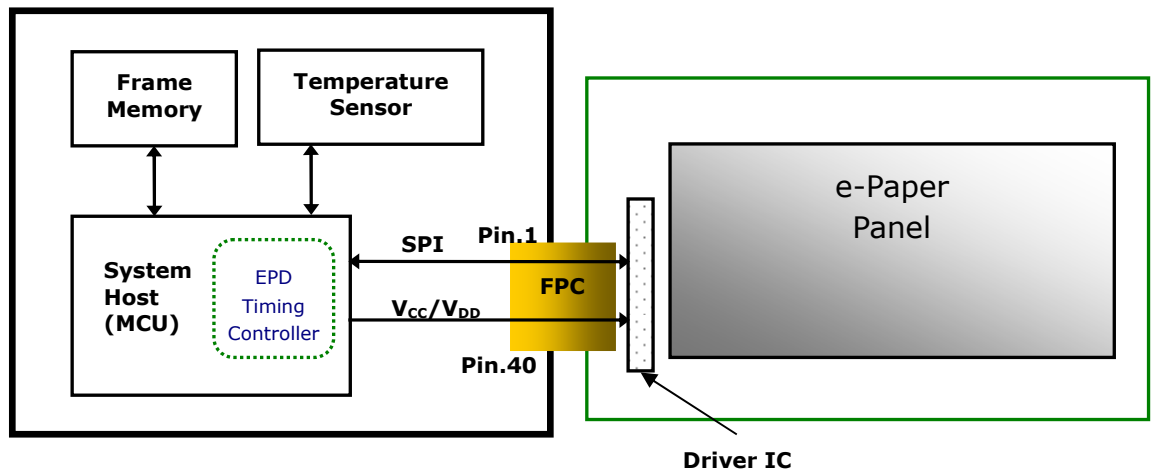 Frame
Memory
Temperature
Sensor
System
Host
(MCU)
EPD
Timing
Controller
SPI
Pin.1
FPC
VCC/VDD
Pin.40
e-Paper
Panel
Driver IC